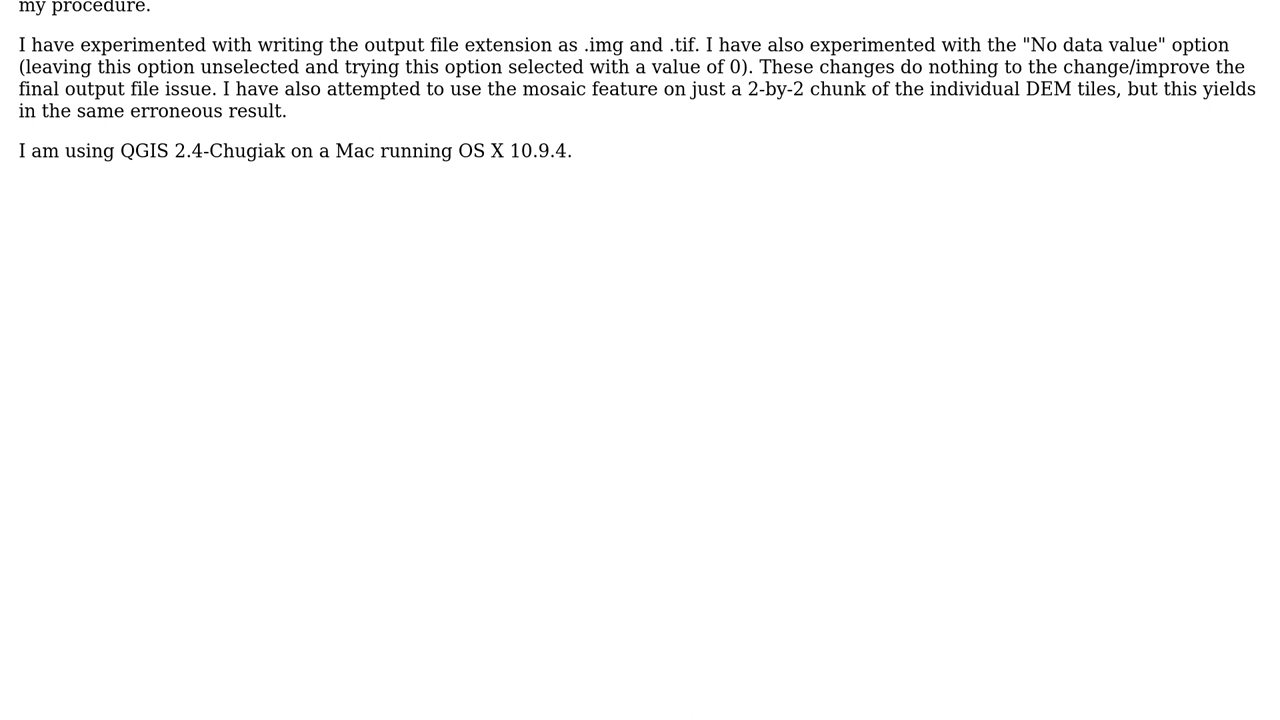 my procedure.
I have experimented with writing the output file extension as .img and .tif. I have also experimented with the "No data value" option
(leaving this option unselected and trying this option selected with a value of 0). These changes do nothing to the change/improve the
final output file issue. I have also attempted to use the mosaic feature on just a 2-by-2 chunk of the individual DEM tiles, but this yields
in the same erroneous result.
I am using QGIS 2.4-Chugiak on a Mac running OS X 10.9.4.